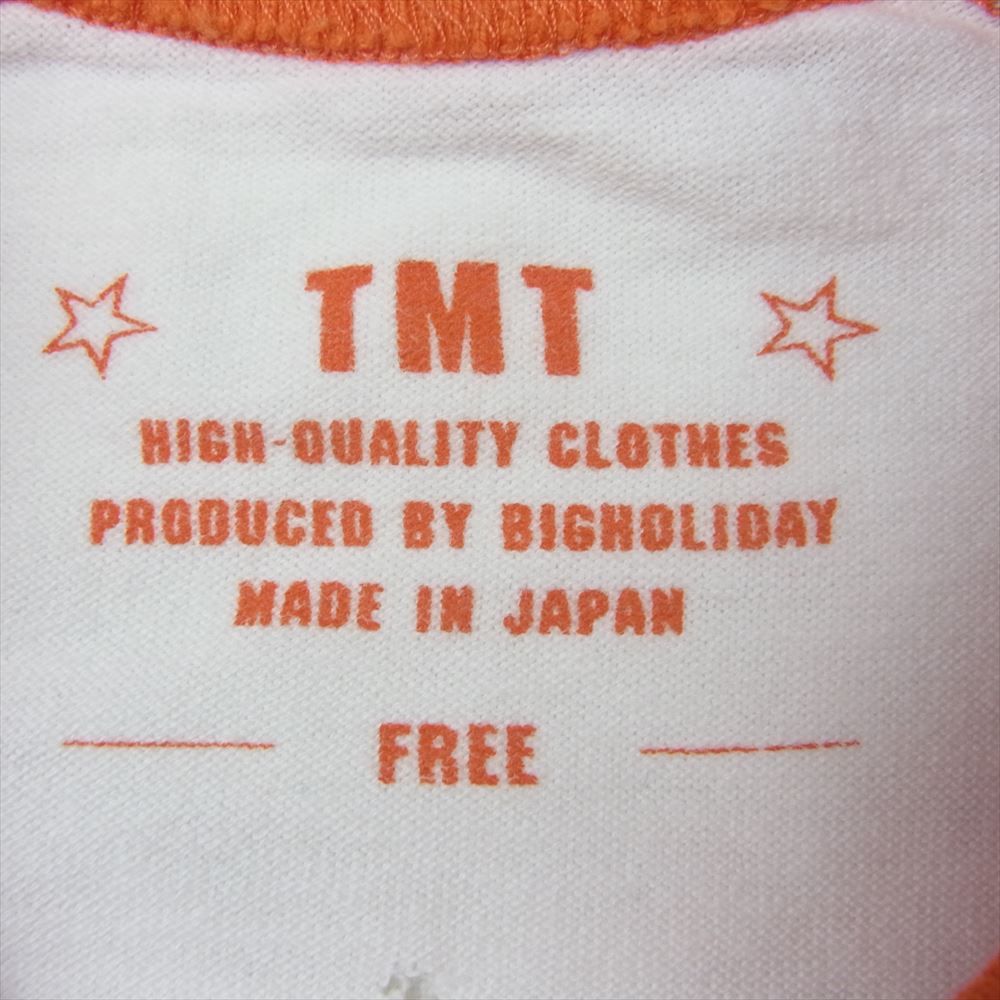 TMT
HIGH-QUALITY CLOTHES
PRODUCED BY BIGHOLIDAY
MADE IN JAPAN
FREE